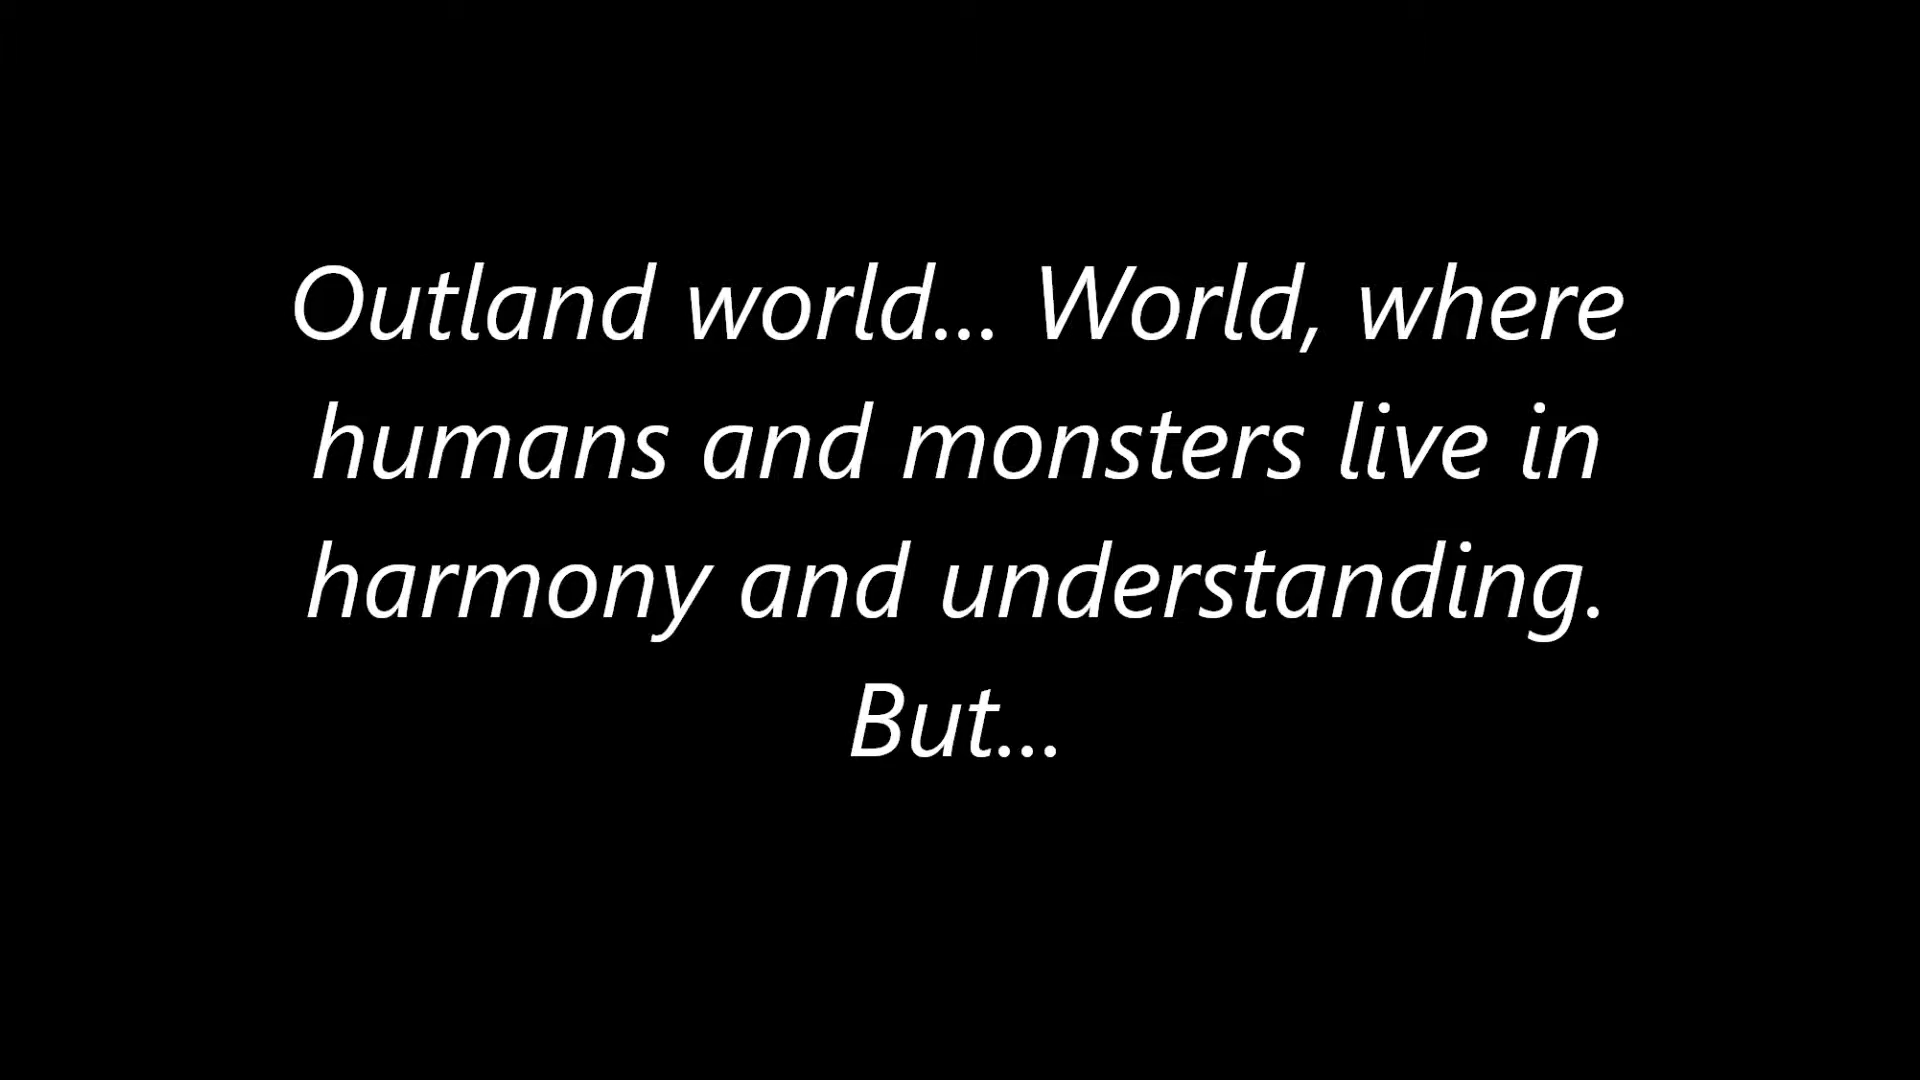 Outland world... World, where
humans and monsters live in
harmony and understanding.
But...